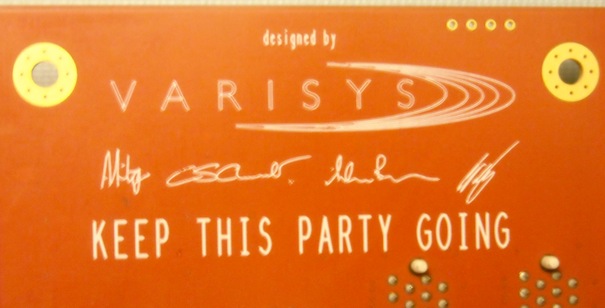 designed by
VARISYS
KEEP THIS PARTY GOING